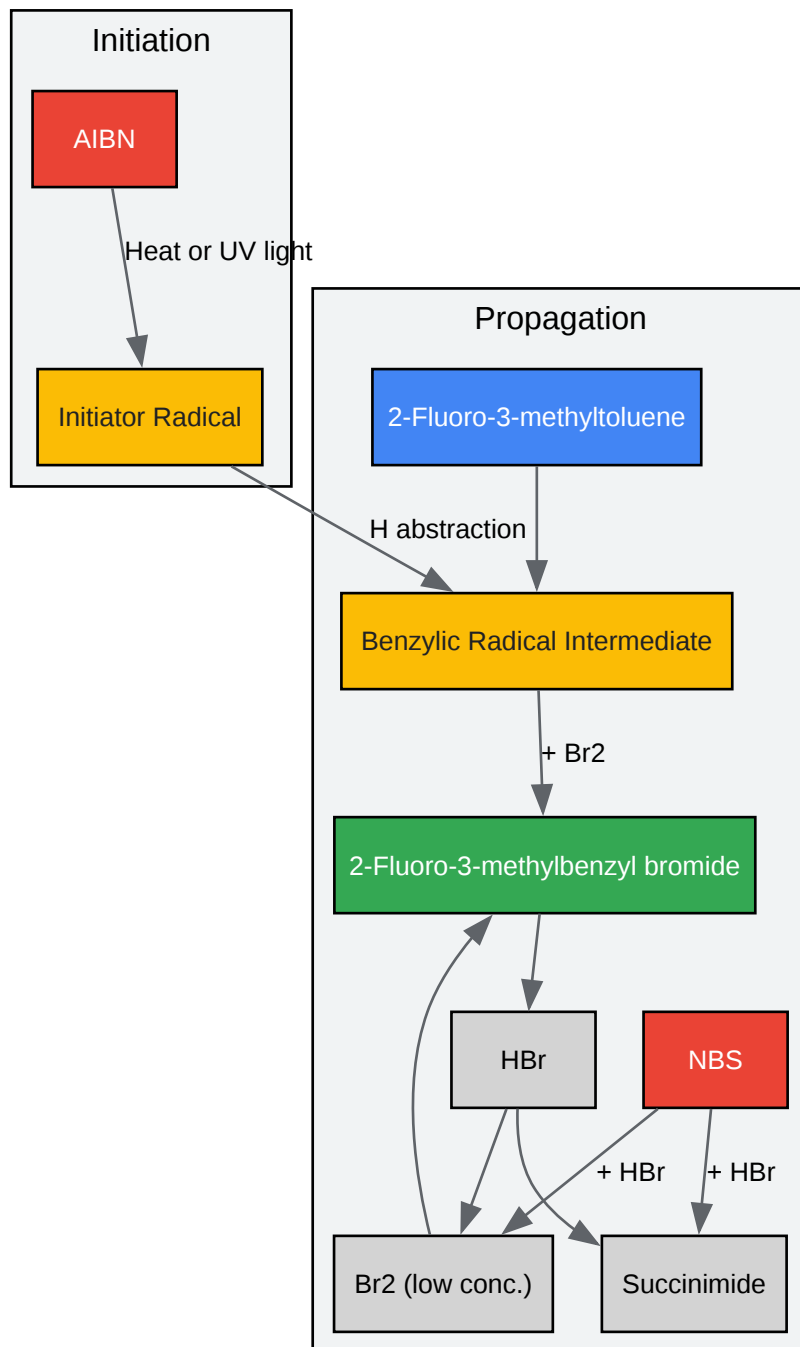 Initiation
AIBN
Heat or UV light
Initiator Radical
Propagation
2-Fluoro-3-methyltoluene
H abstraction
Benzylic Radical Intermediate
+ Br2
2-Fluoro-3-methylbenzyl bromide
HBr
NBS
+ HBr
+ HBr
Br2 (low conc.)
Succinimide